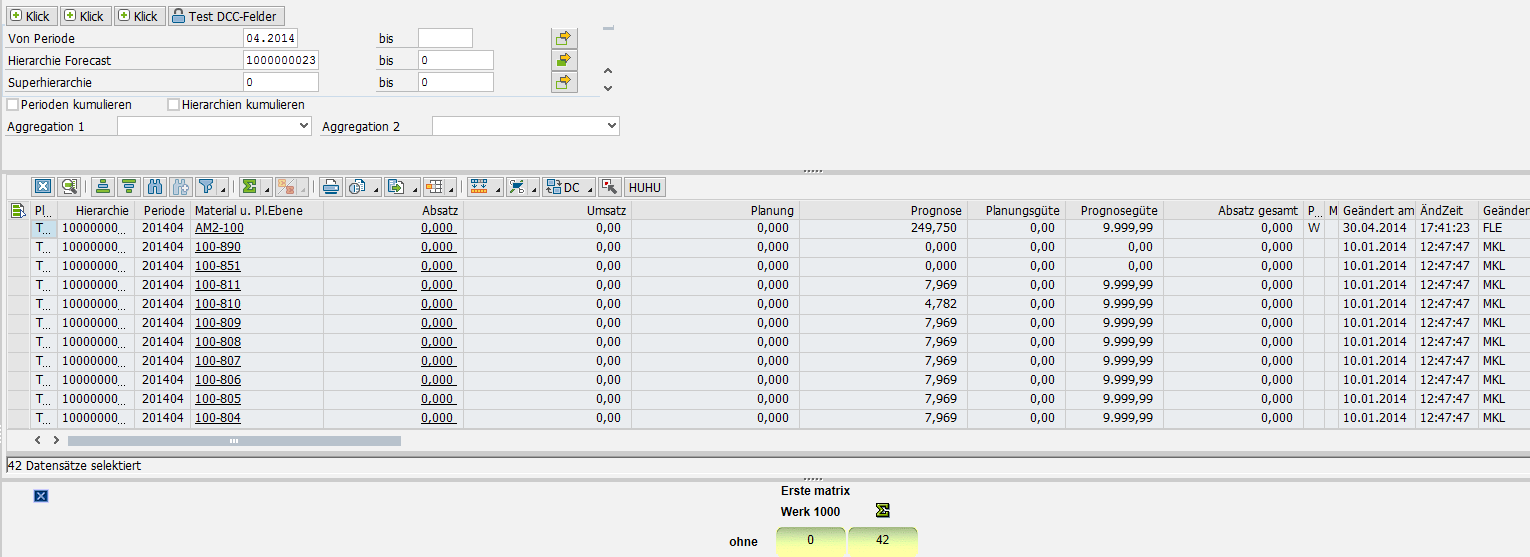 Klick Klick Klick Test DCC-Felder
Von Periode 04.2014 bis
Hierarchie Forecast 1000000023 bis 0
Superhierarchie 0 bis 0
Perioden kumulieren Hierarchien kumulieren
Aggregation 1 Aggregation 2
DC HUHU
Pl... Hierarchie Periode Material u. Pl.Ebene Absatz Umsatz Planung Prognose Planungsgüte Prognosegüte Absatz gesamt P... M Geändert am ÄndZeit Geänder
T... 10000000... 201404 AM2-100 0,000 0,00 0,000 249,750 0,00 9.999,99 0,000 W 30.04.2014 17:41:23 FLE
T... 10000000... 201404 100-890 0,000 0,00 0,000 0,000 0,00 0,00 0,000 10.01.2014 12:47:47 MKL
T... 10000000... 201404 100-851 0,000 0,00 0,000 0,000 0,00 0,00 0,000 10.01.2014 12:47:47 MKL
T... 10000000... 201404 100-811 0,000 0,00 0,000 7,969 0,00 9.999,99 0,000 10.01.2014 12:47:47 MKL
T... 10000000... 201404 100-810 0,000 0,00 0,000 4,782 0,00 9.999,99 0,000 10.01.2014 12:47:47 MKL
T... 10000000... 201404 100-809 0,000 0,00 0,000 7,969 0,00 9.999,99 0,000 10.01.2014 12:47:47 MKL
T... 10000000... 201404 100-808 0,000 0,00 0,000 7,969 0,00 9.999,99 0,000 10.01.2014 12:47:47 MKL
T... 10000000... 201404 100-807 0,000 0,00 0,000 7,969 0,00 9.999,99 0,000 10.01.2014 12:47:47 MKL
T... 10000000... 201404 100-806 0,000 0,00 0,000 7,969 0,00 9.999,99 0,000 10.01.2014 12:47:47 MKL
T... 10000000... 201404 100-805 0,000 0,00 0,000 7,969 0,00 9.999,99 0,000 10.01.2014 12:47:47 MKL
T... 10000000... 201404 100-804 0,000 0,00 0,000 7,969 0,00 9.999,99 0,000 10.01.2014 12:47:47 MKL
42 Datensätze selektiert
Erste matrix
Werk 1000 Σ
ohne 0 42